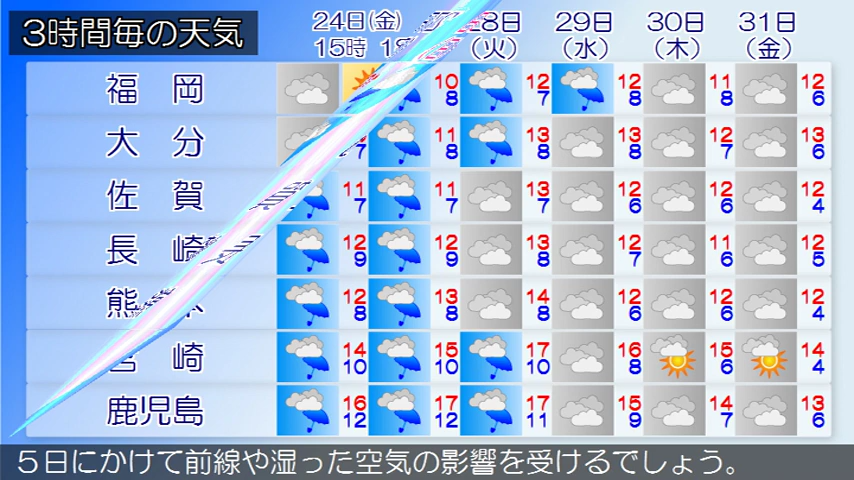 3時間毎の天気
24日(金) 8日 29日 30日 31日
15時 18 (火) (水) (木) (金)
福岡 10 8 12 7 12 8 11 8 12 6
大分 7 11 8 13 8 13 8 12 7 13 6
佐賀 11 7 11 7 13 7 12 6 12 6 12 4
長崎 12 9 12 9 13 8 12 7 11 6 12 5
熊 12 8 13 8 14 8 12 6 12 6 12 4
宮崎 14 10 15 10 17 10 16 8 15 6 14 4
鹿児島 16 12 17 12 17 11 15 9 14 7 13 6
5日にかけて前線や湿った空気の影響を受けるでしょう。